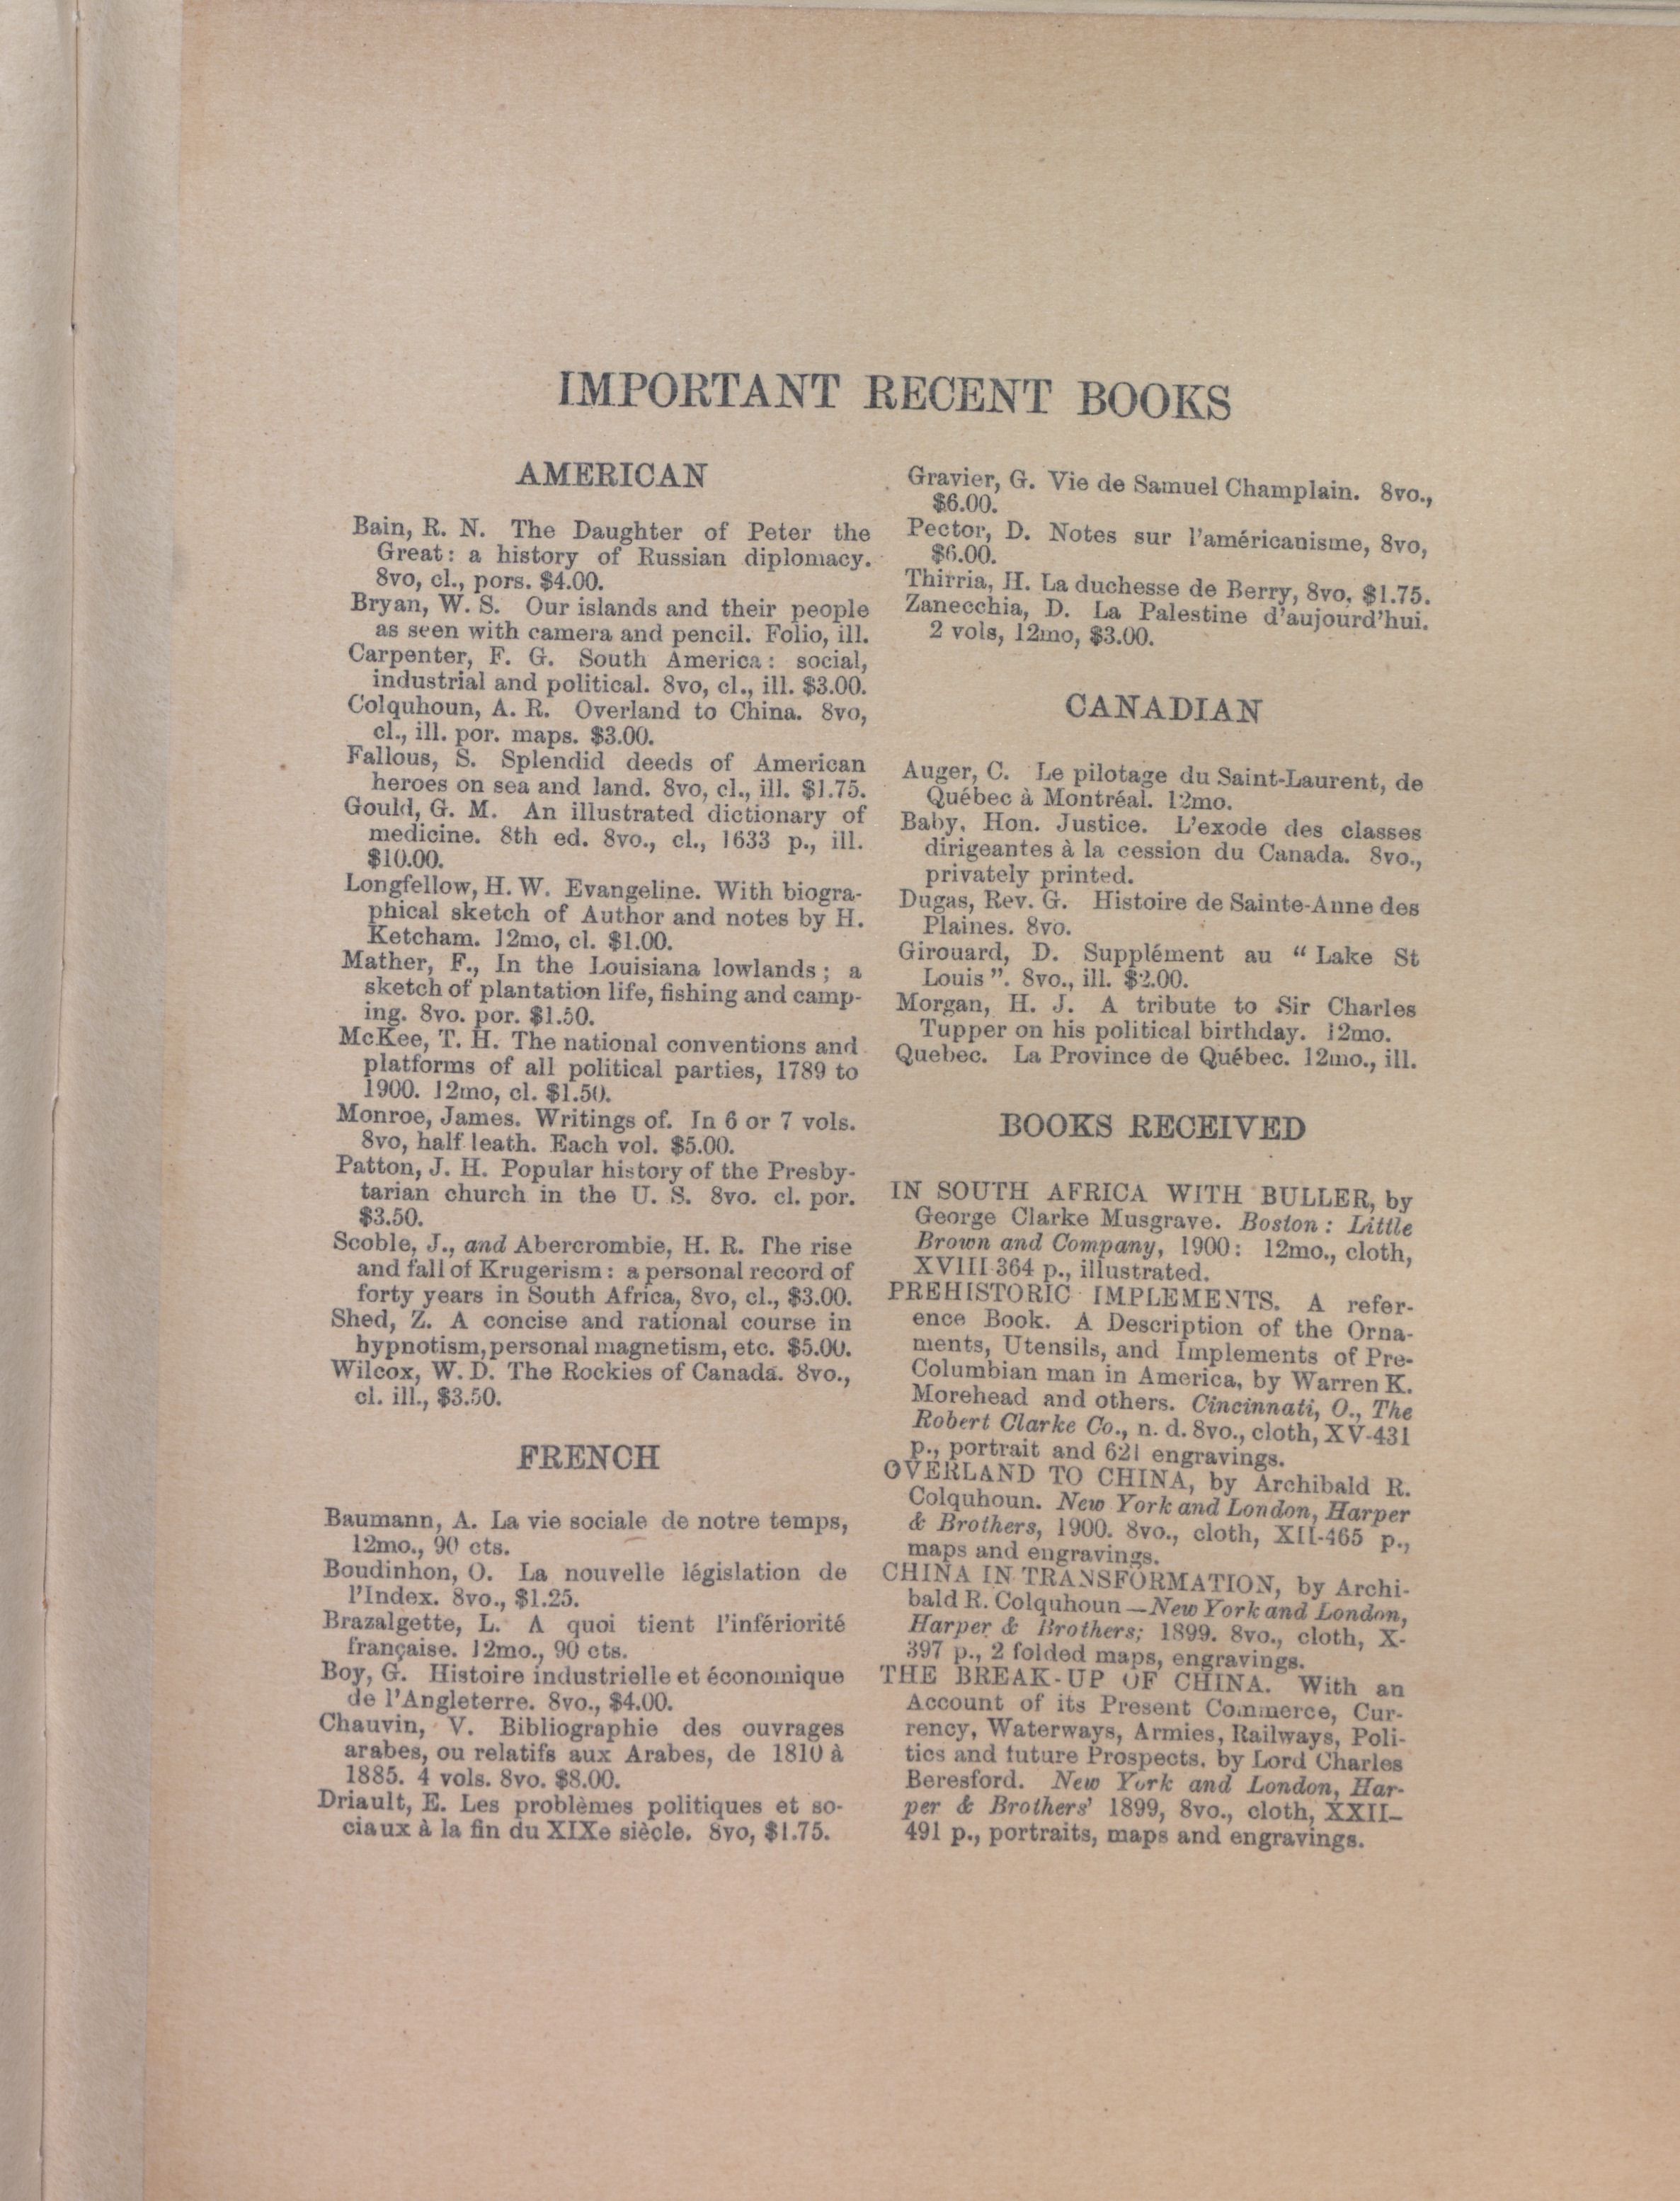 IMPORTANT RECENT BOOKS
AMERICAN
Bain, R. N. The Daughter of Peter the
Great: a history of Russian diplomacy.
8vo, cl., pors. $4.00.
Bryan, W. S. Our islands and their people
as seen with camera and pencil. Folio, ill.
Carpenter, F. G. South America: social,
industrial and political. 8vo, cl., ill. $3.00.
Colquhoun, A. R. Overland to China. 8vo,
cl., ill. por. maps. $3.00.
Fallous, S. Splendid deeds of American
heroes on sea and land. 8vo, cl., ill. $1.75.
Gould, G. M. An illustrated dictionary of
medicine. 8th ed. 8vo., cl., 1633 p., ill.
$10.00.
Longfellow, H. W. Evangeline. With biogra-
phical sketch of Author and notes by H.
Ketcham. 12mo, cl. $1.00.
Mather, F., In the Louisiana lowlands; a
sketch of plantation life, fishing and camp-
ing. 8vo. por. $1.50.
McKee, T. H. The national conventions and
platforms of all political parties, 1789 to
1900. 12mo, cl. $1.50.
Monroe, James. Writings of. In 6 or 7 vols.
8vo, half leath. Each vol. $5.00.
Patton, J. H. Popular history of the Presby-
tarian church in the U. S. 8vo. cl. por.
$3.50.
Scoble, J., and Abercrombie, H. R. The rise
and fall of Krugerism: a personal record of
forty years in South Africa, 8vo, cl., $3.00.
Shed, Z. A concise and rational course in
hypnotism, personal magnetism, etc. $5.00.
Wilcox, W. D. The Rockies of Canada. 8vo.,
cl. ill., $3.50.
FRENCH
Baumann, A. La vie sociale de notre temps,
12mo., 90 cts.
Boudinhon, O. La nouvelle législation de
l'Index. 8vo., $1.25.
Brazalgette, L. A quoi tient l'infériorité
française. 12mo., 90 cts.
Boy, G. Histoire industrielle et économique
de l'Angleterre. 8vo., $4.00.
Chauvin, V. Bibliographie des ouvrages
arabes, ou relatifs aux Arabes, de 1810 à
1885. 4 vols. 8vo. $8.00.
Driault, E. Les problèmes politiques et so-
ciaux à la fin du XIXe siècle. 8vo, $1.75.
Gravier, G. Vie de Samuel Champlain. 8vo.,
$6.00.
Pector, D. Notes sur l'américanisme, 8vo,
$6.00.
Thirria, H. La duchesse de Berry, 8vo, $1.75.
Zanecchia, D. La Palestine d'aujourd'hui.
2 vols, 12mo, $3.00.
CANADIAN
Auger, C. Le pilotage du Saint-Laurent, de
Québec à Montréal. 12mo.
Baby, Hon. Justice. L'exode des classes
dirigeantes à la cession du Canada. 8vo.,
privately printed.
Dugas, Rev. G. Histoire de Sainte-Anne des
Plaines. 8vo.
Girouard, D. Supplément au “ Lake St
Louis ”. 8vo., ill. $2.00.
Morgan, H. J. A tribute to Sir Charles
Tupper on his political birthday. 12mo.
Quebec. La Province de Québec. 12mo., ill.
BOOKS RECEIVED
IN SOUTH AFRICA WITH BULLER, by
George Clarke Musgrave. Boston: Little
Brown and Company, 1900: 12mo., cloth,
XVIII-364 p., illustrated.
PREHISTORIC IMPLEMENTS. A refer-
ence Book. A Description of the Orna-
ments, Utensils, and Implements of Pre-
Columbian man in America, by Warren K.
Morehead and others. Cincinnati, O., The
Robert Clarke Co., n. d. 8vo., cloth, XV-431
p., portrait and 621 engravings.
OVERLAND TO CHINA, by Archibald R.
Colquhoun. New York and London, Harper
& Brothers, 1900. 8vo., cloth, XII-465 p.,
maps and engravings.
CHINA IN TRANSFORMATION, by Archi-
bald R. Colquhoun — New York and London,
Harper & Brothers; 1899. 8vo., cloth, X-
397 p., 2 folded maps, engravings.
THE BREAK-UP OF CHINA. With an
Account of its Present Commerce, Cur-
rency, Waterways, Armies, Railways, Poli-
tics and future Prospects. by Lord Charles
Beresford. New York and London, Har-
per & Brothers' 1899, 8vo., cloth, XXII–
491 p., portraits, maps and engravings.